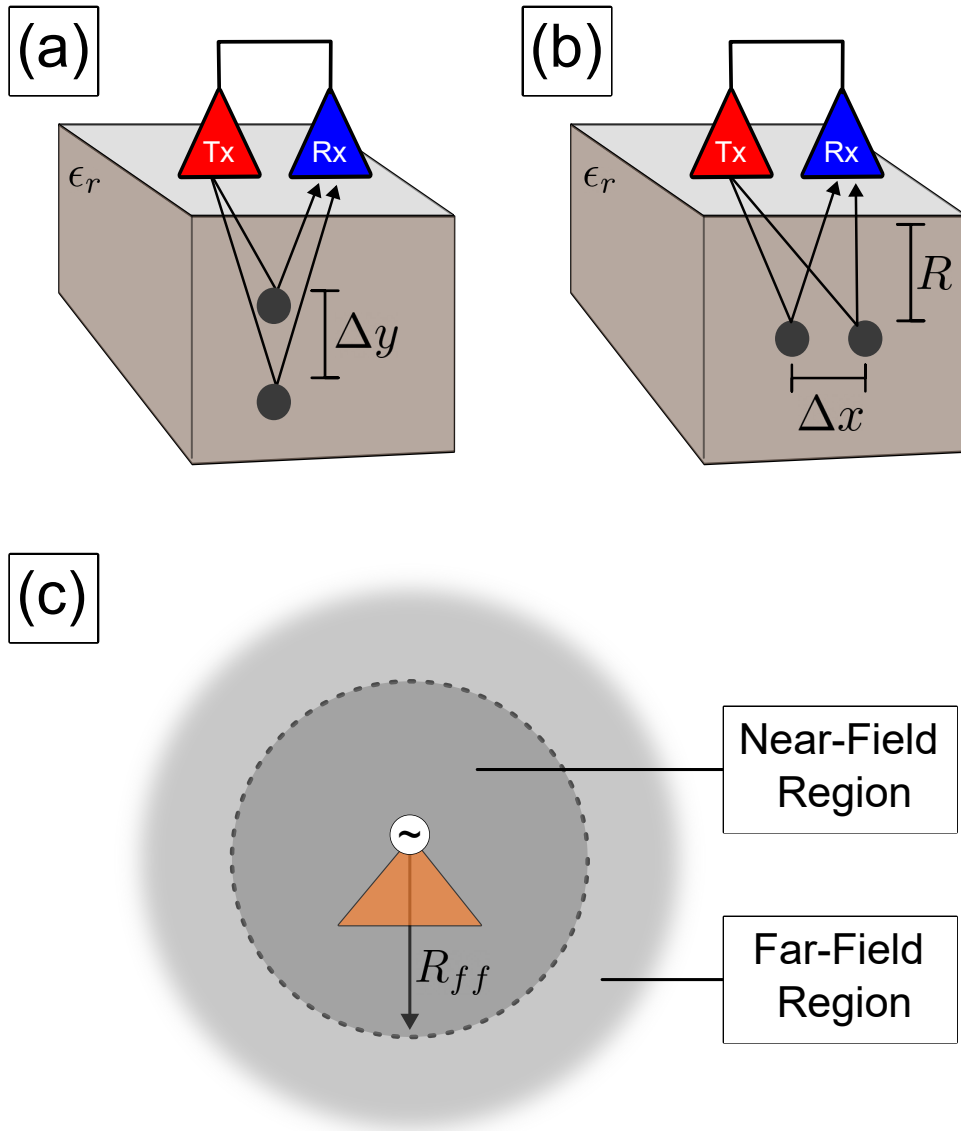 (a)
(b)
Tx
Rx
Tx
Rx
ϵr
ϵr
R
Δy
Δx
(c)
Near-Field
Region
~
Far-Field
Region
Rff